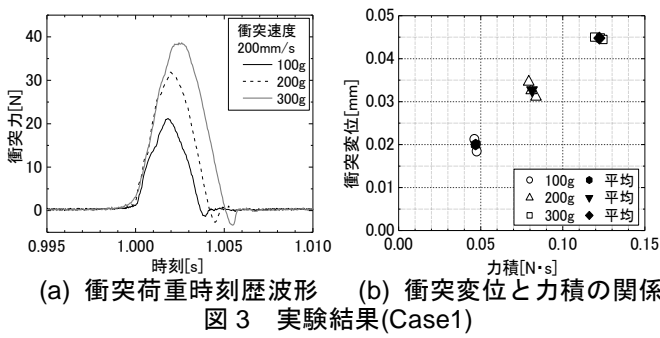 衝突速度
200mm/s
100g
200g
300g
衝突力[N]
40
30
20
10
0
0.995
1.000
1.005
1.010
時刻[s]
(a) 衝突荷重時刻歴波形
衝突変位[mm]
0.05
0.04
0.03
0.02
0.01
0.00
100g 平均
200g 平均
300g 平均
0.00
0.05
0.10
0.15
力積[N・s]
(b) 衝突変位と力積の関係
図 3 実験結果(Case1)